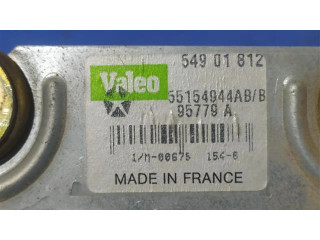 549 01 812
Valeo
55154944AB/B
95779 A
1/M-00675 154-6
MADE IN FRANCE